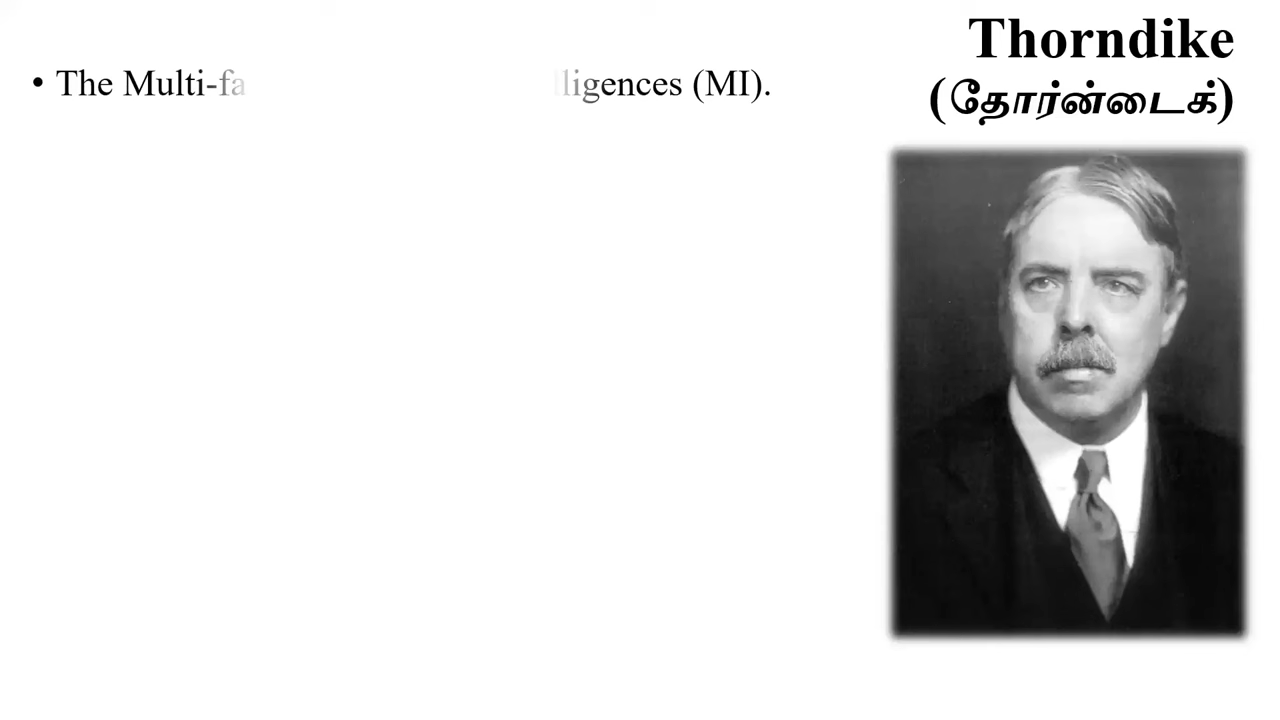 Thorndike
(தோர்ன்டைக்)
• The Multi-fa lligences (MI).